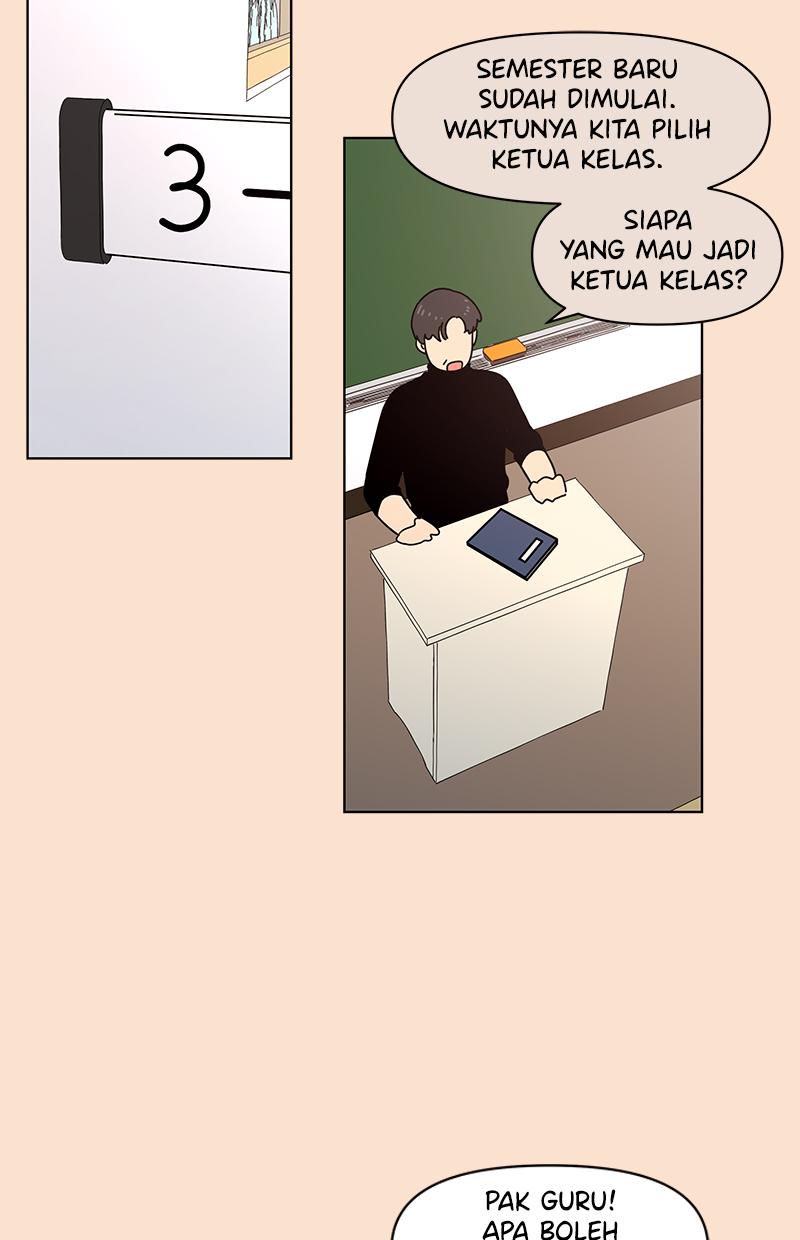 3 -
SEMESTER BARU
SUDAH DIMULAI.
WAKTUNYA KITA PILIH
KETUA KELAS.
SIAPA
YANG MAU JADI
KETUA KELAS?
PAK GURU!
APA BOLEH